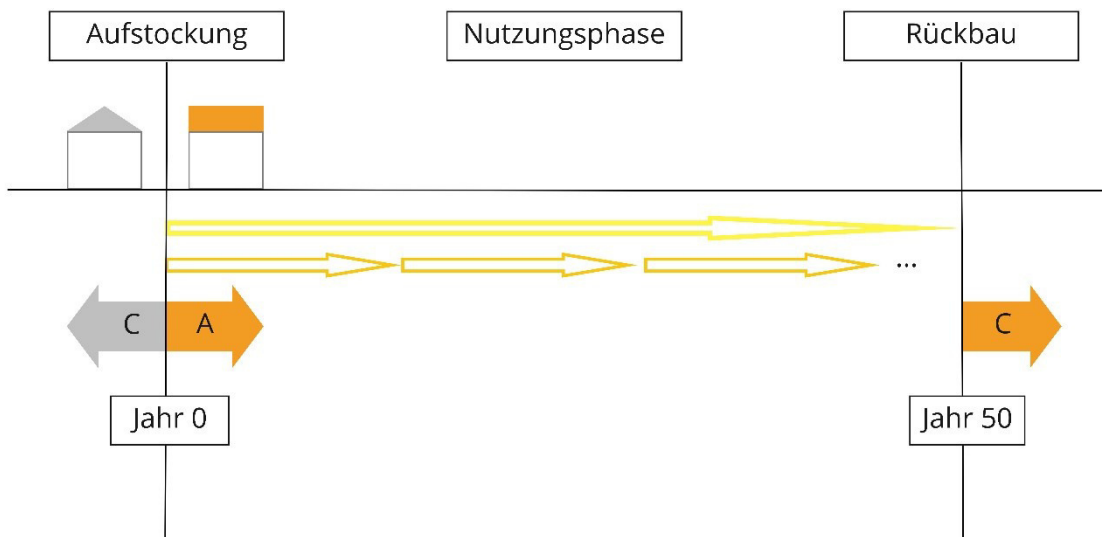 Aufstockung
Nutzungsphase
Rückbau
...
C
A
C
Jahr 0
Jahr 50